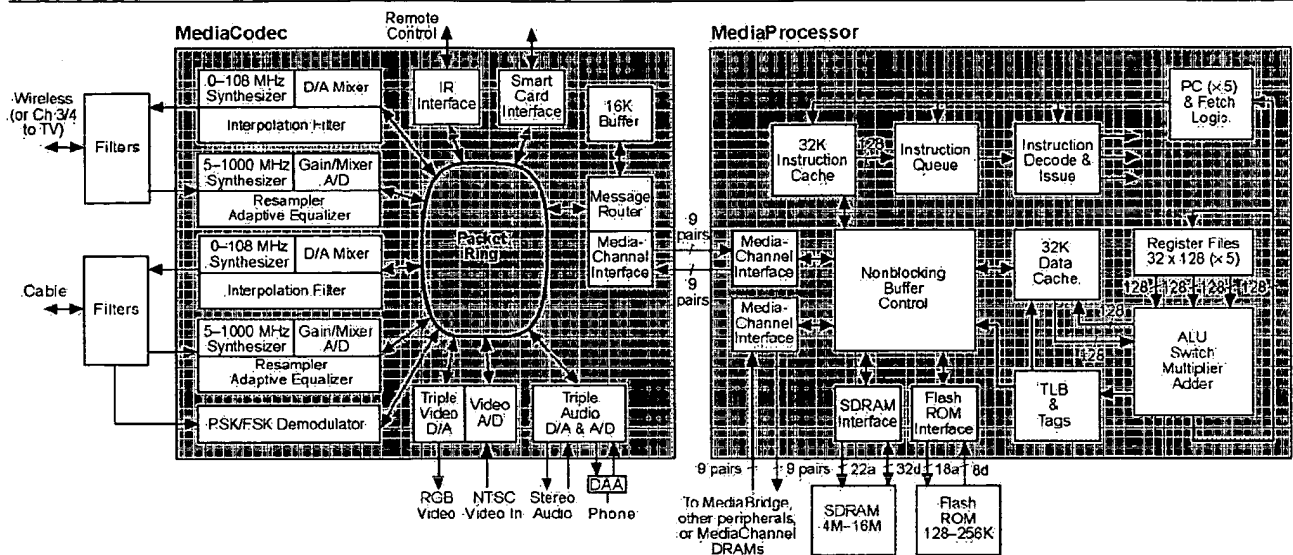 MediaCodec
Remote
Control
Wireless
(or Ch 3/4
to TV)
Filters
0–108 MHz
Synthesizer
D/A Mixer
Interpolation Filter
5–1000 MHz
Synthesizer
Gain/Mixer
A/D
Resampler
Adaptive Equalizer
Cable
Filters
0–108 MHz
Synthesizer
D/A Mixer
Interpolation Filter
5–1000 MHz
Synthesizer
Gain/Mixer
A/D
Resampler
Adaptive Equalizer
PSK/FSK Demodulator
IR
Interface
Smart
Card
Interface
16K
Buffer
Packet
Ring
Message
Router
Media-
Channel
Interface
Triple
Video
D/A
Video
A/D
Triple
Audio
D/A & A/D
RGB
Video
NTSC
Video In
Stereo
Audio
DAA
Phone
9
pairs
9
pairs
MediaProcessor
PC (×5)
& Fetch
Logic
32K
Instruction
Cache
128
Instruction
Queue
Instruction
Decode &
Issue
Media-
Channel
Interface
Media-
Channel
Interface
Nonblocking
Buffer
Control
32K
Data
Cache
Register Files
32 x 128 (×5)
128
128
128
128
128
128
ALU
Switch
Multiplier
Adder
TLB
&
Tags
SDRAM
Interface
Flash
ROM
Interface
9 pairs
9 pairs
22a
32d
18a
8d
To MediaBridge,
other peripherals,
or MediaChannel
DRAMs
SDRAM
4M–16M
Flash
ROM
128–256K